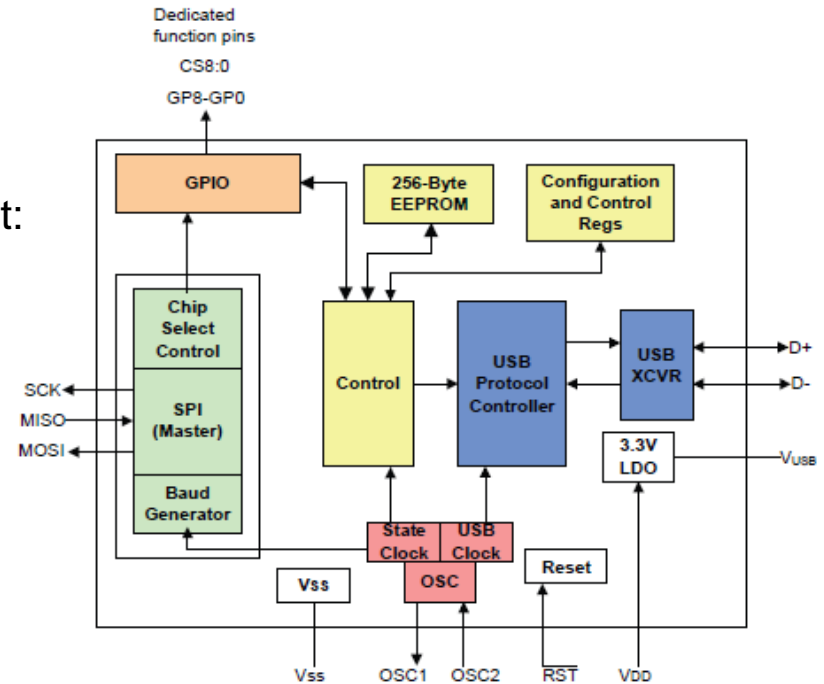 Dedicated
function pins
CS8:0
GP8-GP0
t:
GPIO
256-Byte
EEPROM
Configuration
and Control
Regs
Chip
Select
Control
SPI
(Master)
Baud
Generator
SCK
MISO
MOSI
Control
USB
Protocol
Controller
USB
XCVR
D+
D-
3.3V
LDO
VUSB
State
Clock
USB
Clock
OSC
Reset
Vss
Vss
OSC1
OSC2
RST
VDD